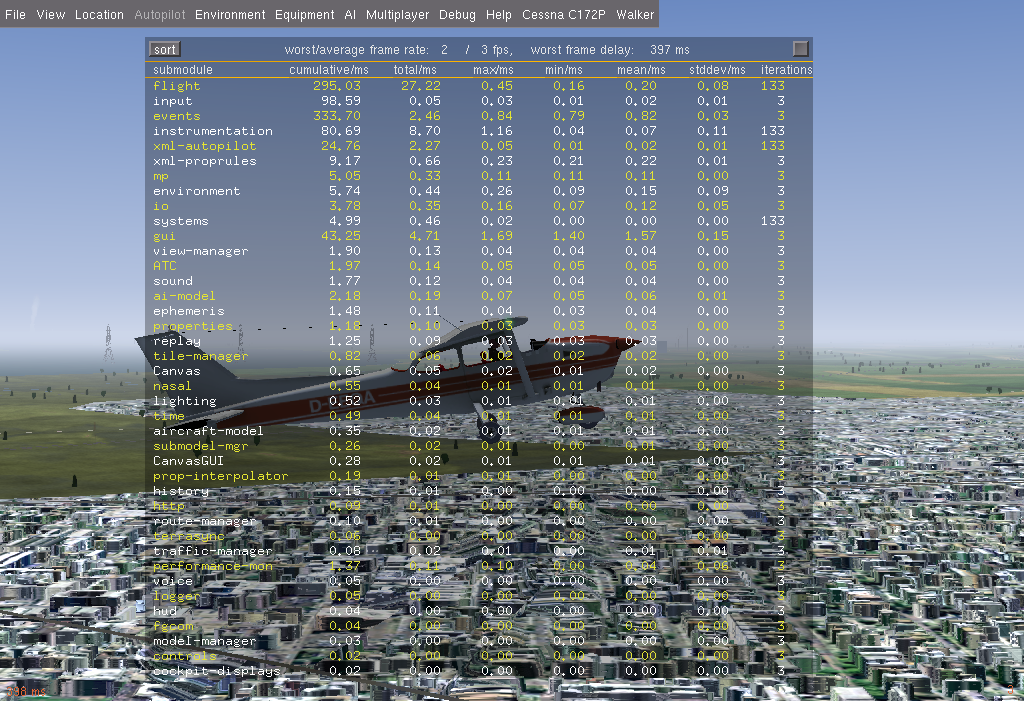 File View Location Autopilot Environment Equipment AI Multiplayer Debug Help Cessna C172P Walker
sort worst/average frame rate: 2 / 3 fps, worst frame delay: 397 ms
submodule cumulative/ms total/ms max/ms min/ms mean/ms stddev/ms iterations
flight 295.03 27.22 0.45 0.16 0.20 0.08 133
input 98.59 0.05 0.03 0.01 0.02 0.01 3
events 333.70 2.46 0.84 0.79 0.82 0.03 3
instrumentation 80.69 8.70 1.16 0.04 0.07 0.11 133
xml-autopilot 24.76 2.27 0.05 0.01 0.02 0.01 133
xml-proprules 9.17 0.66 0.23 0.21 0.22 0.01 3
mp 5.05 0.33 0.11 0.11 0.11 0.00 3
environment 5.74 0.44 0.26 0.09 0.15 0.09 3
io 3.78 0.35 0.16 0.07 0.12 0.05 3
systems 4.99 0.46 0.02 0.00 0.00 0.00 133
gui 43.25 4.71 1.69 1.40 1.57 0.15 3
view-manager 1.90 0.13 0.04 0.04 0.04 0.00 3
ATC 1.97 0.14 0.05 0.05 0.05 0.00 3
sound 1.77 0.12 0.04 0.04 0.04 0.00 3
ai-model 2.18 0.19 0.07 0.05 0.06 0.01 3
ephemeris 1.48 0.11 0.04 0.03 0.04 0.00 3
properties 1.18 0.10 0.03 0.03 0.03 0.00 3
replay 1.25 0.09 0.03 0.03 0.03 0.00 3
tile-manager 0.82 0.06 0.02 0.02 0.02 0.00 3
Canvas 0.65 0.05 0.02 0.01 0.02 0.00 3
nasal 0.55 0.04 0.01 0.01 0.01 0.00 3
lighting 0.52 0.03 0.01 0.01 0.01 0.00 3
time 0.49 0.04 0.01 0.01 0.01 0.00 3
aircraft-model 0.35 0.02 0.01 0.01 0.01 0.00 3
submodel-mgr 0.26 0.02 0.01 0.00 0.01 0.00 3
CanvasGUI 0.28 0.02 0.01 0.01 0.01 0.00 3
prop-interpolator 0.19 0.01 0.01 0.00 0.00 0.00 3
history 0.15 0.01 0.00 0.00 0.00 0.00 3
http 0.09 0.01 0.00 0.00 0.00 0.00 3
route-manager 0.10 0.01 0.00 0.00 0.00 0.00 3
terrasync 0.06 0.00 0.00 0.00 0.00 0.00 3
traffic-manager 0.08 0.02 0.01 0.00 0.01 0.01 3
performance-mon 1.37 0.11 0.10 0.00 0.04 0.06 3
voice 0.05 0.00 0.00 0.00 0.00 0.00 3
logger 0.05 0.00 0.00 0.00 0.00 0.00 3
hud 0.04 0.00 0.00 0.00 0.00 0.00 3
fgcom 0.04 0.00 0.00 0.00 0.00 0.00 3
model-manager 0.03 0.00 0.00 0.00 0.00 0.00 3
controls 0.02 0.00 0.00 0.00 0.00 0.00 3
cockpit-displays 0.02 0.00 0.00 0.00 0.00 0.00 3
ms